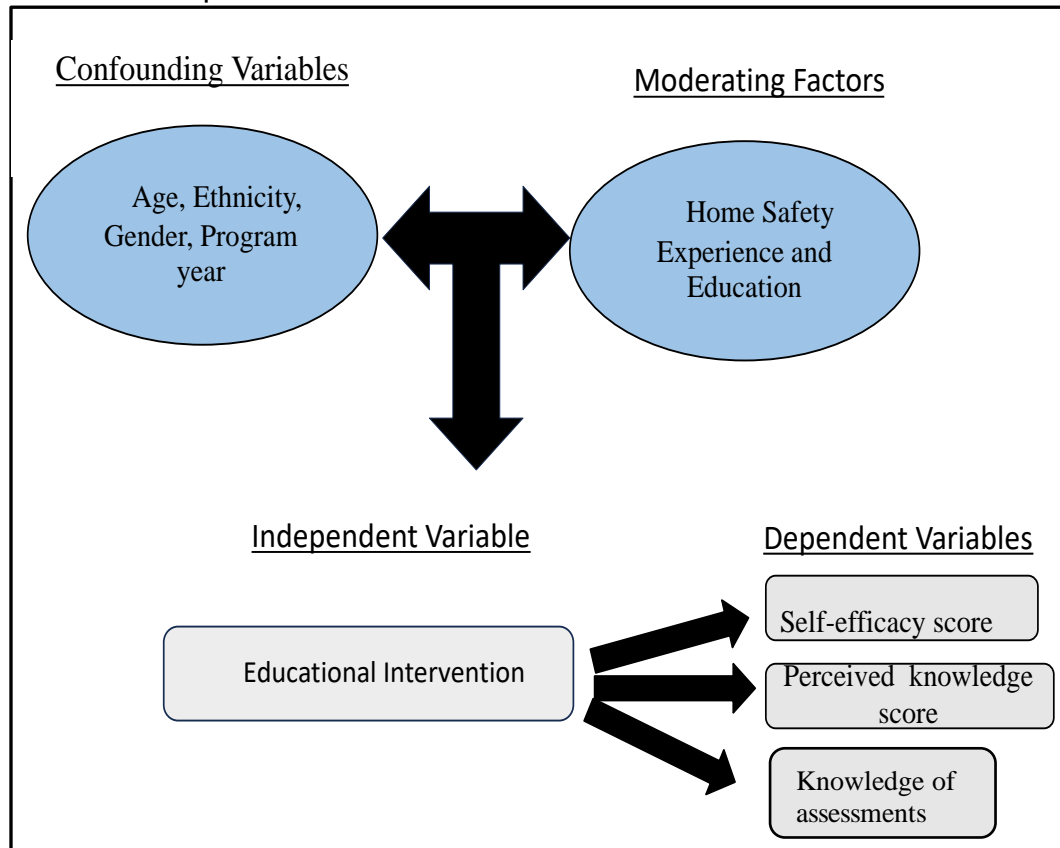 Confounding Variables
Moderating Factors
Age, Ethnicity,
Gender, Program
year
Home Safety
Experience and
Education
Independent Variable
Dependent Variables
Educational Intervention
Self-efficacy score
Perceived knowledge
score
Knowledge of
assessments